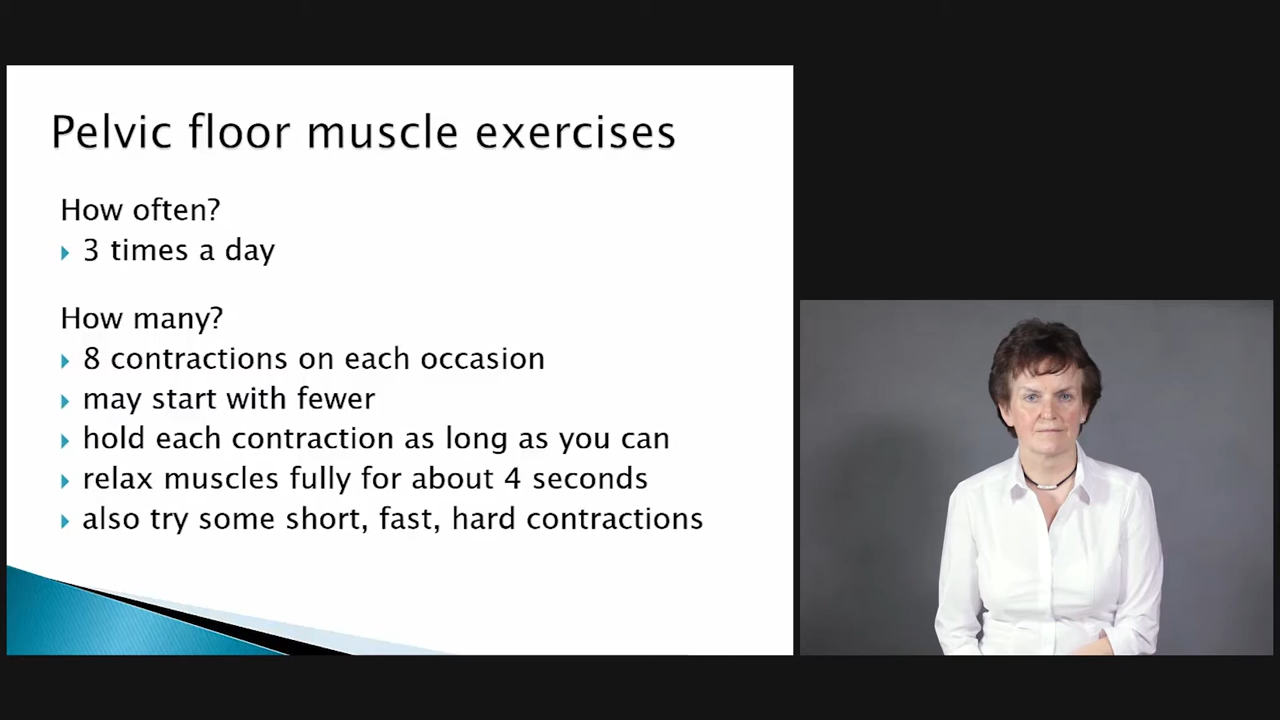 Pelvic floor muscle exercises
How often?
3 times a day
How many?
8 contractions on each occasion
may start with fewer
hold each contraction as long as you can
relax muscles fully for about 4 seconds
also try some short, fast, hard contractions